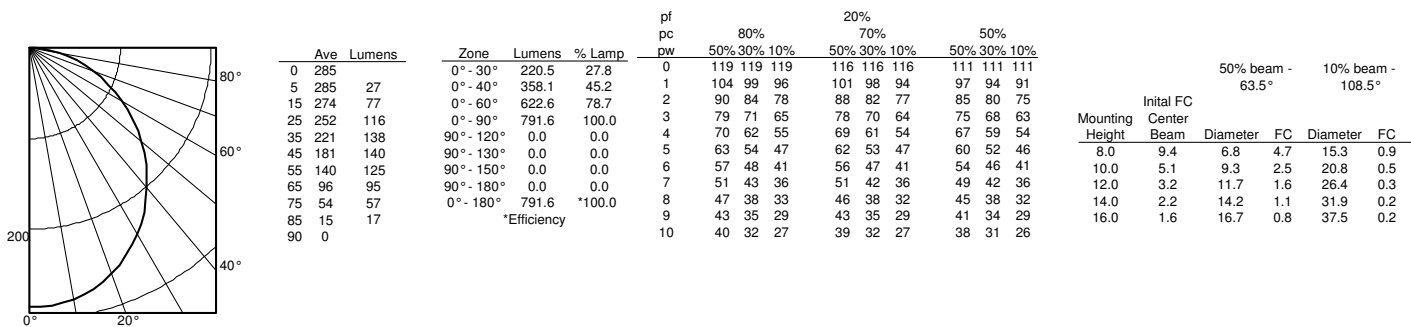 80°
60°
40°
200
0° 20°
Ave Lumens
0 285
5 285 27
15 274 77
25 252 116
35 221 138
45 181 140
55 140 125
65 96 95
75 54 57
85 15 17
90 0
Zone Lumens % Lamp
0° - 30° 220.5 27.8
0° - 40° 358.1 45.2
0° - 60° 622.6 78.7
0° - 90° 791.6 100.0
90° - 120° 0.0 0.0
90° - 130° 0.0 0.0
90° - 150° 0.0 0.0
90° - 180° 0.0 0.0
0° - 180° 791.6 *100.0
*Efficiency
pf 20%
pc 80% 70% 50%
pw 50% 30% 10% 50% 30% 10% 50% 30% 10%
0 119 119 119 116 116 116 111 111 111
1 104 99 96 101 98 94 97 94 91
2 90 84 78 88 82 77 85 80 75
3 79 71 65 78 70 64 75 68 63
4 70 62 55 69 61 54 67 59 54
5 63 54 47 62 53 47 60 52 46
6 57 48 41 56 47 41 54 46 41
7 51 43 36 51 42 36 49 42 36
8 47 38 33 46 38 32 45 38 32
9 43 35 29 43 35 29 41 34 29
10 40 32 27 39 32 27 38 31 26
50% beam - 10% beam -
63.5° 108.5°
Inital FC
Mounting Center
Height Beam Diameter FC Diameter FC
8.0 9.4 6.8 4.7 15.3 0.9
10.0 5.1 9.3 2.5 20.8 0.5
12.0 3.2 11.7 1.6 26.4 0.3
14.0 2.2 14.2 1.1 31.9 0.2
16.0 1.6 16.7 0.8 37.5 0.2